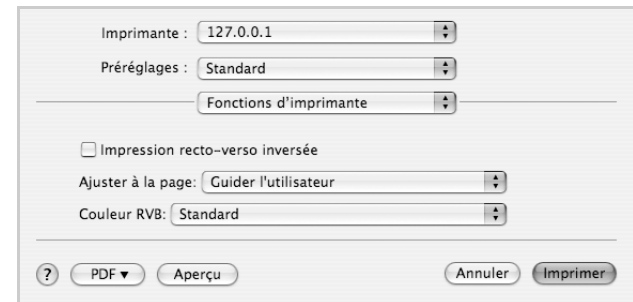 Imprimante : 127.0.0.1
Préréglages : Standard
Fonctions d'imprimante
Impression recto-verso inversée
Ajuster à la page: Guider l'utilisateur
Couleur RVB: Standard
? PDF ▼ Aperçu Annuler Imprimer